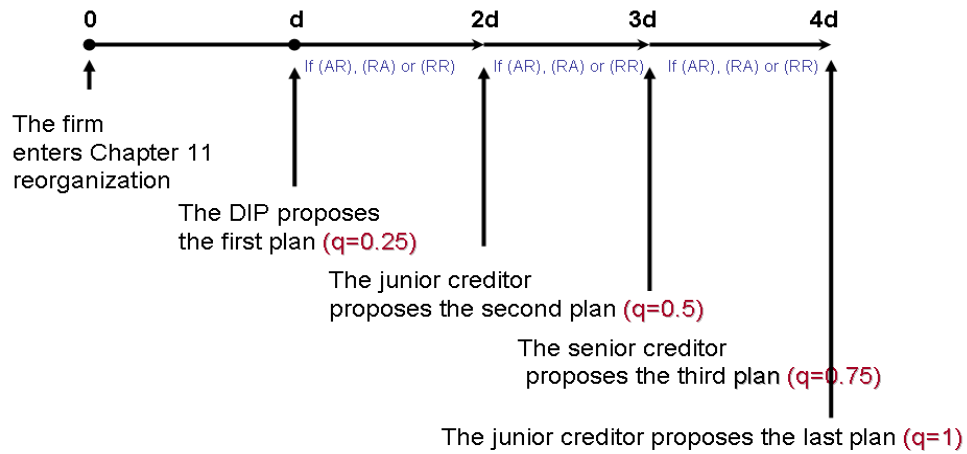 0 d 2d 3d 4d
If (AR), (RA) or (RR) If (AR), (RA) or (RR) If (AR), (RA) or (RR)
The firm
enters Chapter 11
reorganization
The DIP proposes
the first plan (q=0.25)
The junior creditor
proposes the second plan (q=0.5)
The senior creditor
proposes the third plan (q=0.75)
The junior creditor proposes the last plan (q=1)